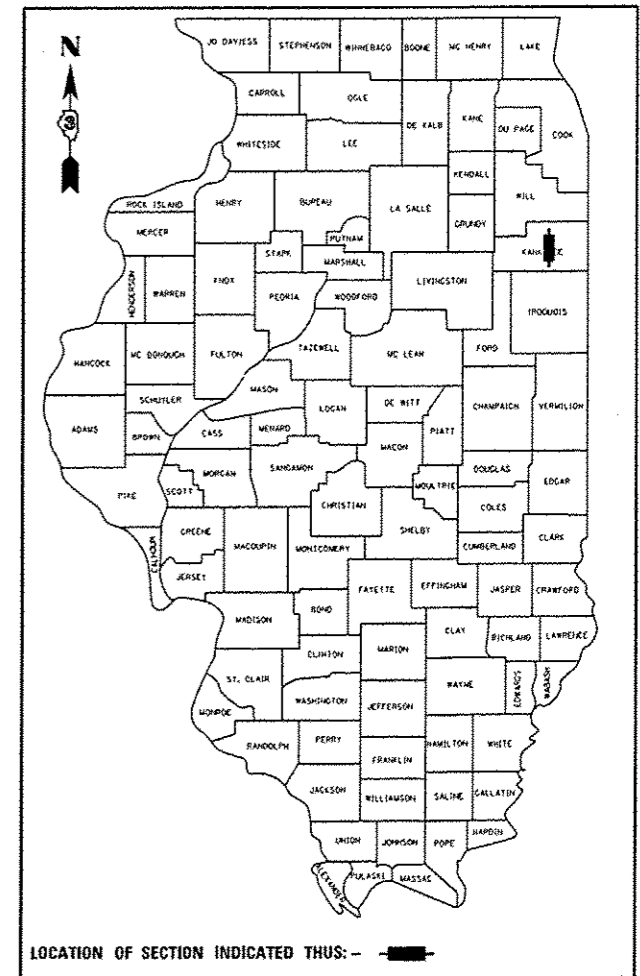 N
JO DAVIESS STEPHENSON WINNEBAGO BOONE MC HENRY LAKE
CARROLL OGLE DE KALB KANE DU PAGE COOK
WHITESIDE LEE KENDALL WILL
ROCK ISLAND HENRY BUREAU LA SALLE GRUNDY
MERCER PUTNAM KANK EE
STARK MARSHALL
HENDERSON WARREN KNOX PEORIA WOODFORD LIVINGSTON IROQUOIS
HANCOCK MC DONOUGH FULTON TAZEWELL MC LEAN FORD
SCHUYLER MASON LOGAN DE WITT CHAMPAIGN VERMILION
ADAMS BROWN CASS MENARD MACON PIATT
PIKE SCOTT MORGAN SANGAMON CHRISTIAN MOULTRIE DOUGLAS EDGAR
COLES
CALHOUN GREENE MACOUPIN MONTGOMERY SHELBY CUMBERLAND CLARK
JERSEY FAYETTE EFFINGHAM JASPER CRAWFORD
MADISON BOND CLAY RICHLAND LAWRENCE
CLINTON MARION
ST. CLAIR WAYNE EDWARDS WABASH
MONROE WASHINGTON JEFFERSON
RANDOLPH PERRY HAMILTON WHITE
FRANKLIN
JACKSON WILLIAMSON SALINE GALLATIN
UNION JOHNSON POPE HARDIN
ALEXANDER PULASKI MASSAC
LOCATION OF SECTION INDICATED THUS: -